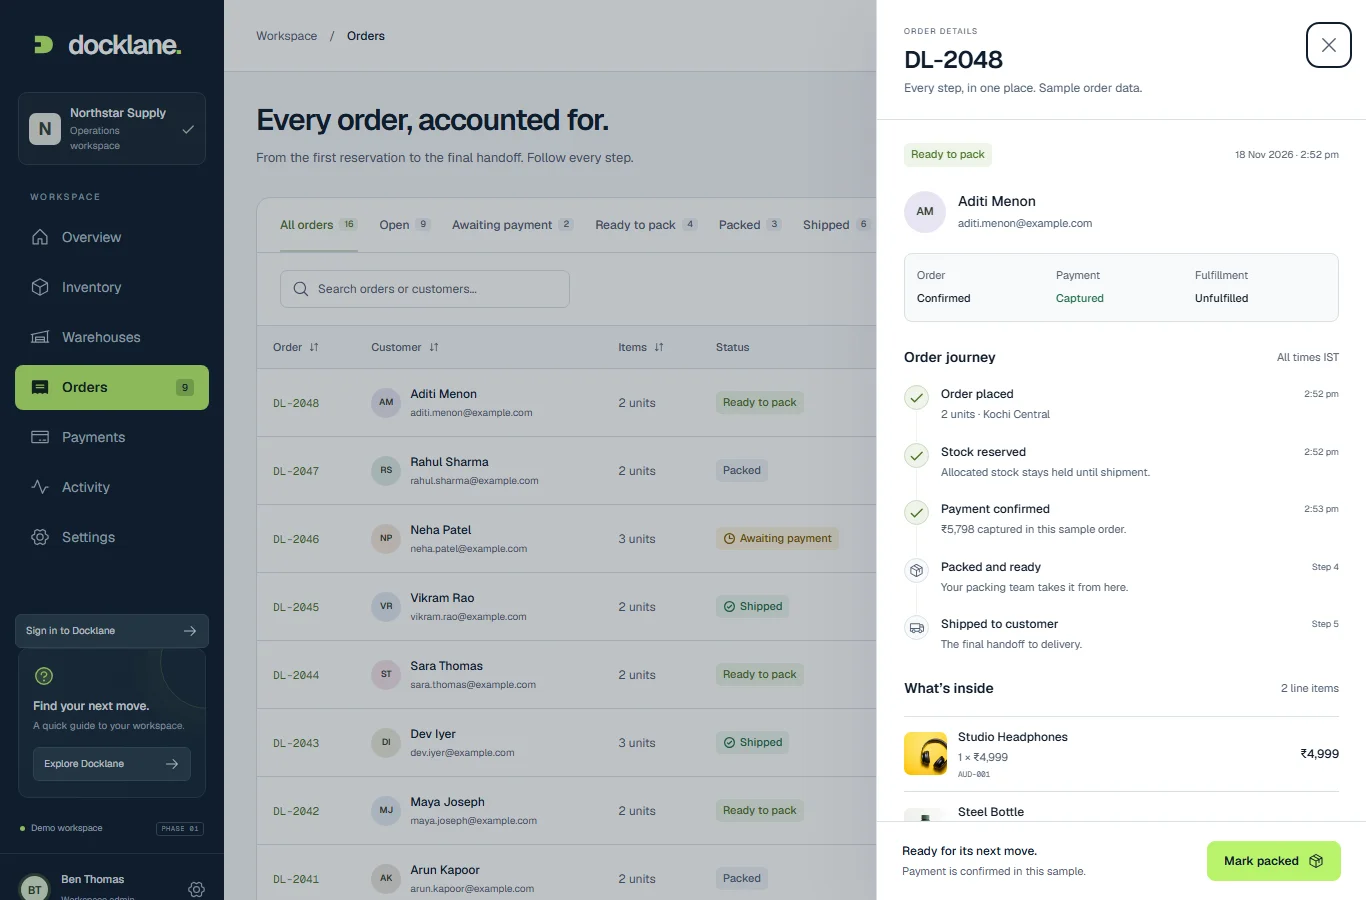 docklane.
N
Northstar Supply
Operations
workspace
WORKSPACE
Overview
Inventory
Warehouses
Orders 9
Payments
Activity
Settings
Sign in to Docklane
Find your next move.
A quick guide to your workspace.
Explore Docklane
Demo workspace PHASE 01
BT
Ben Thomas
Workspace admin
Workspace / Orders
Every order, accounted for.
From the first reservation to the final handoff. Follow every step.
All orders 16 Open 9 Awaiting payment 2 Ready to pack 4 Packed 3 Shipped 6
Search orders or customers...
Order Customer Items Status
DL-2048 AM Aditi Menon 2 units Ready to pack
aditi.menon@example.com
DL-2047 RS Rahul Sharma 2 units Packed
rahul.sharma@example.com
DL-2046 NP Neha Patel 3 units Awaiting payment
neha.patel@example.com
DL-2045 VR Vikram Rao 2 units Shipped
vikram.rao@example.com
DL-2044 ST Sara Thomas 2 units Ready to pack
sara.thomas@example.com
DL-2043 DI Dev Iyer 3 units Shipped
dev.iyer@example.com
DL-2042 MJ Maya Joseph 2 units Ready to pack
maya.joseph@example.com
DL-2041 AK Arun Kapoor 2 units Packed
arun.kapoor@example.com
ORDER DETAILS
DL-2048
Every step, in one place. Sample order data.
Ready to pack 18 Nov 2026 · 2:52 pm
AM
Aditi Menon
aditi.menon@example.com
Order Payment Fulfillment
Confirmed Captured Unfulfilled
Order journey All times IST
Order placed 2:52 pm
2 units · Kochi Central
Stock reserved 2:52 pm
Allocated stock stays held until shipment.
Payment confirmed 2:53 pm
₹5,798 captured in this sample order.
Packed and ready Step 4
Your packing team takes it from here.
Shipped to customer Step 5
The final handoff to delivery.
What's inside 2 line items
Studio Headphones
1 × ₹4,999 ₹4,999
AUD-001
Steel Bottle
Ready for its next move.
Payment is confirmed in this sample.
Mark packed